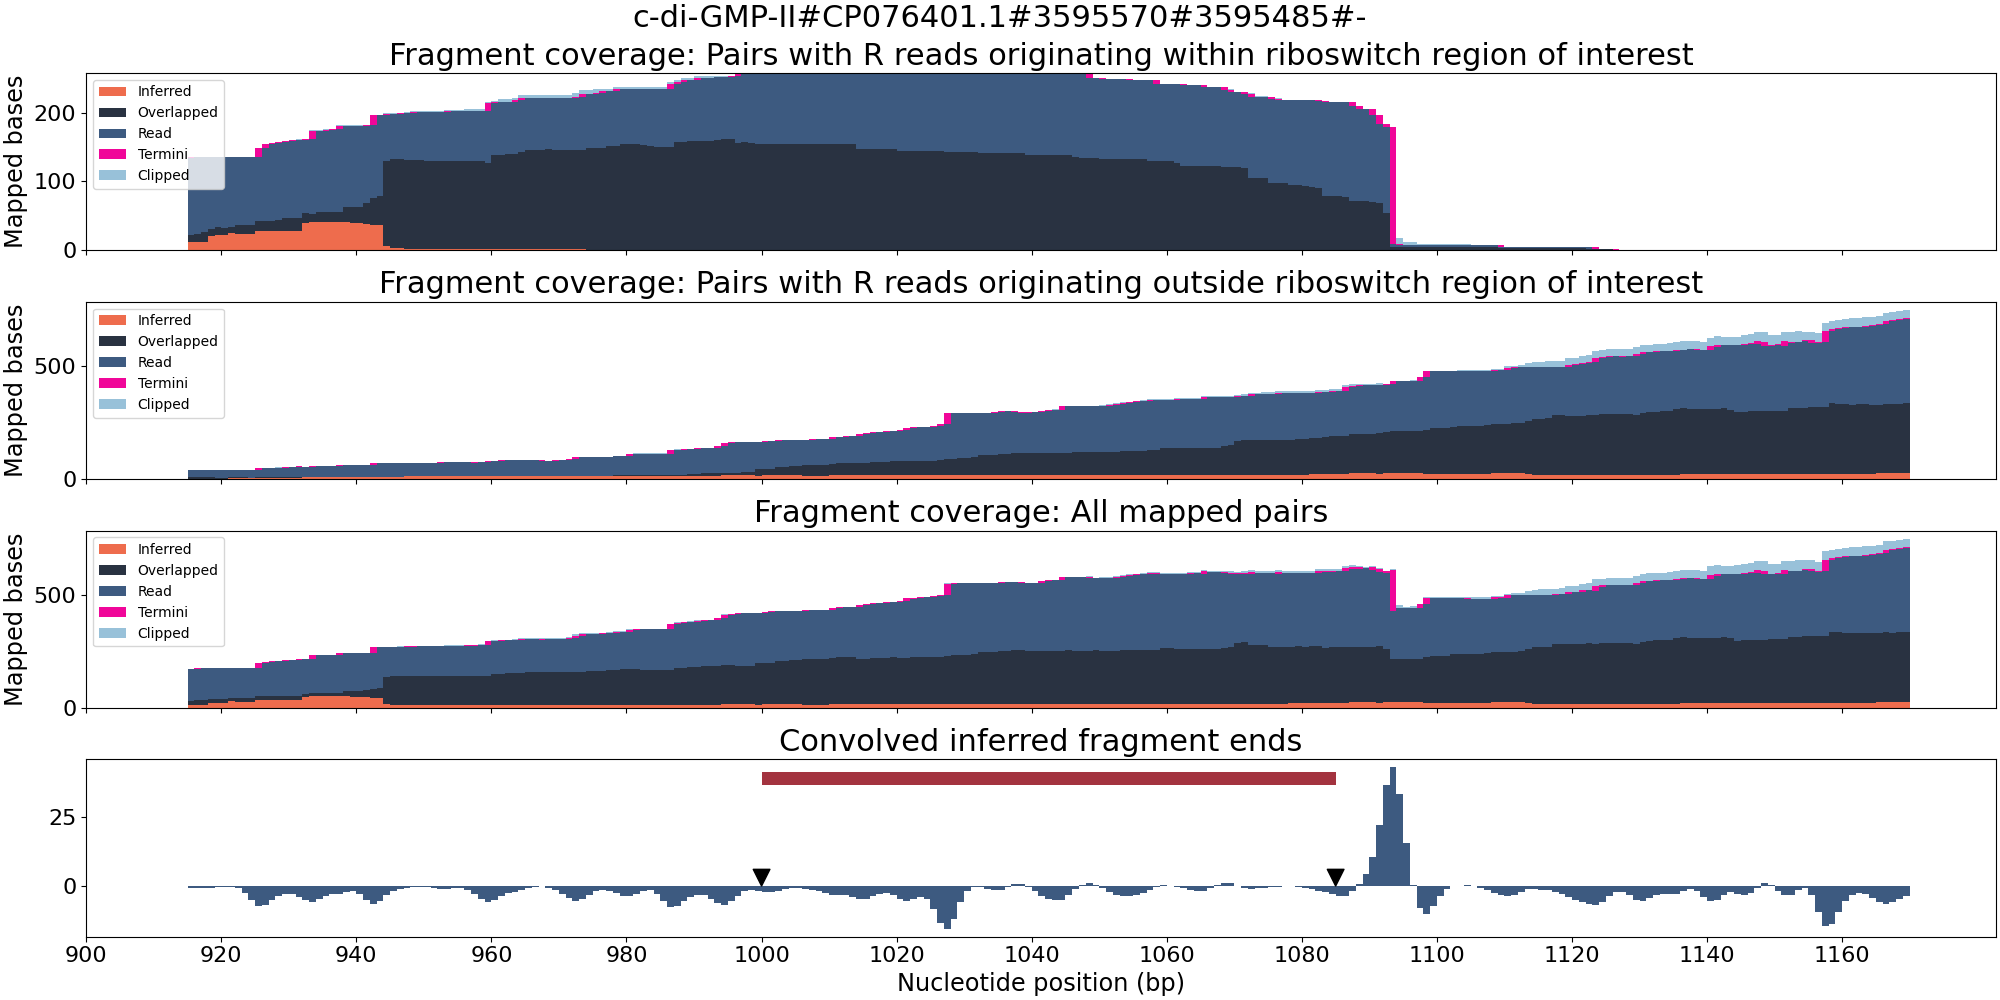 c-di-GMP-II#CP076401.1#3595570#3595485#-
Fragment coverage: Pairs with R reads originating within riboswitch region of interest
Mapped bases
200
100
0
Inferred
Overlapped
Read
Termini
Clipped
Fragment coverage: Pairs with R reads originating outside riboswitch region of interest
Mapped bases
500
0
Inferred
Overlapped
Read
Termini
Clipped
Fragment coverage: All mapped pairs
Mapped bases
500
0
Inferred
Overlapped
Read
Termini
Clipped
Convolved inferred fragment ends
25
0
900 920 940 960 980 1000 1020 1040 1060 1080 1100 1120 1140 1160
Nucleotide position (bp)